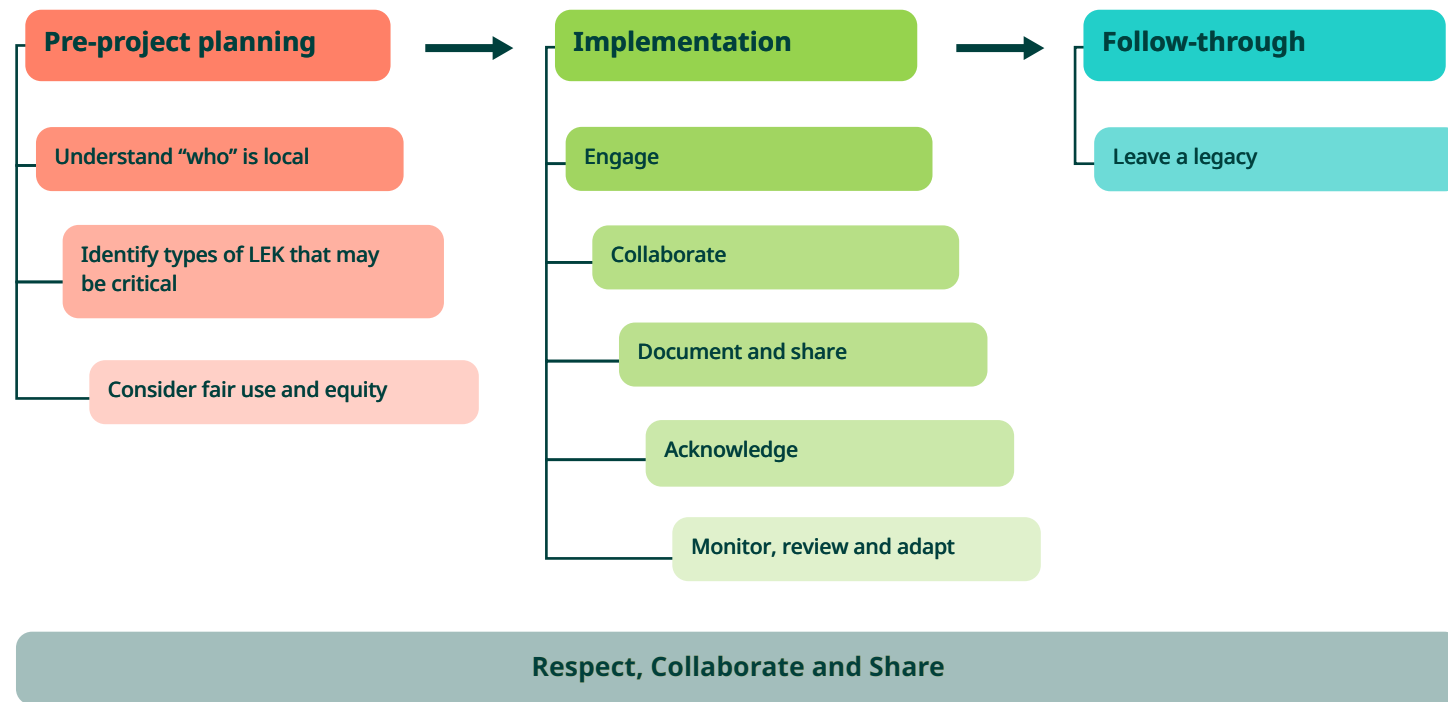 Pre-project planning
Understand “who” is local
Identify types of LEK that may
be critical
Consider fair use and equity
Implementation
Engage
Collaborate
Document and share
Acknowledge
Monitor, review and adapt
Follow-through
Leave a legacy
Respect, Collaborate and Share